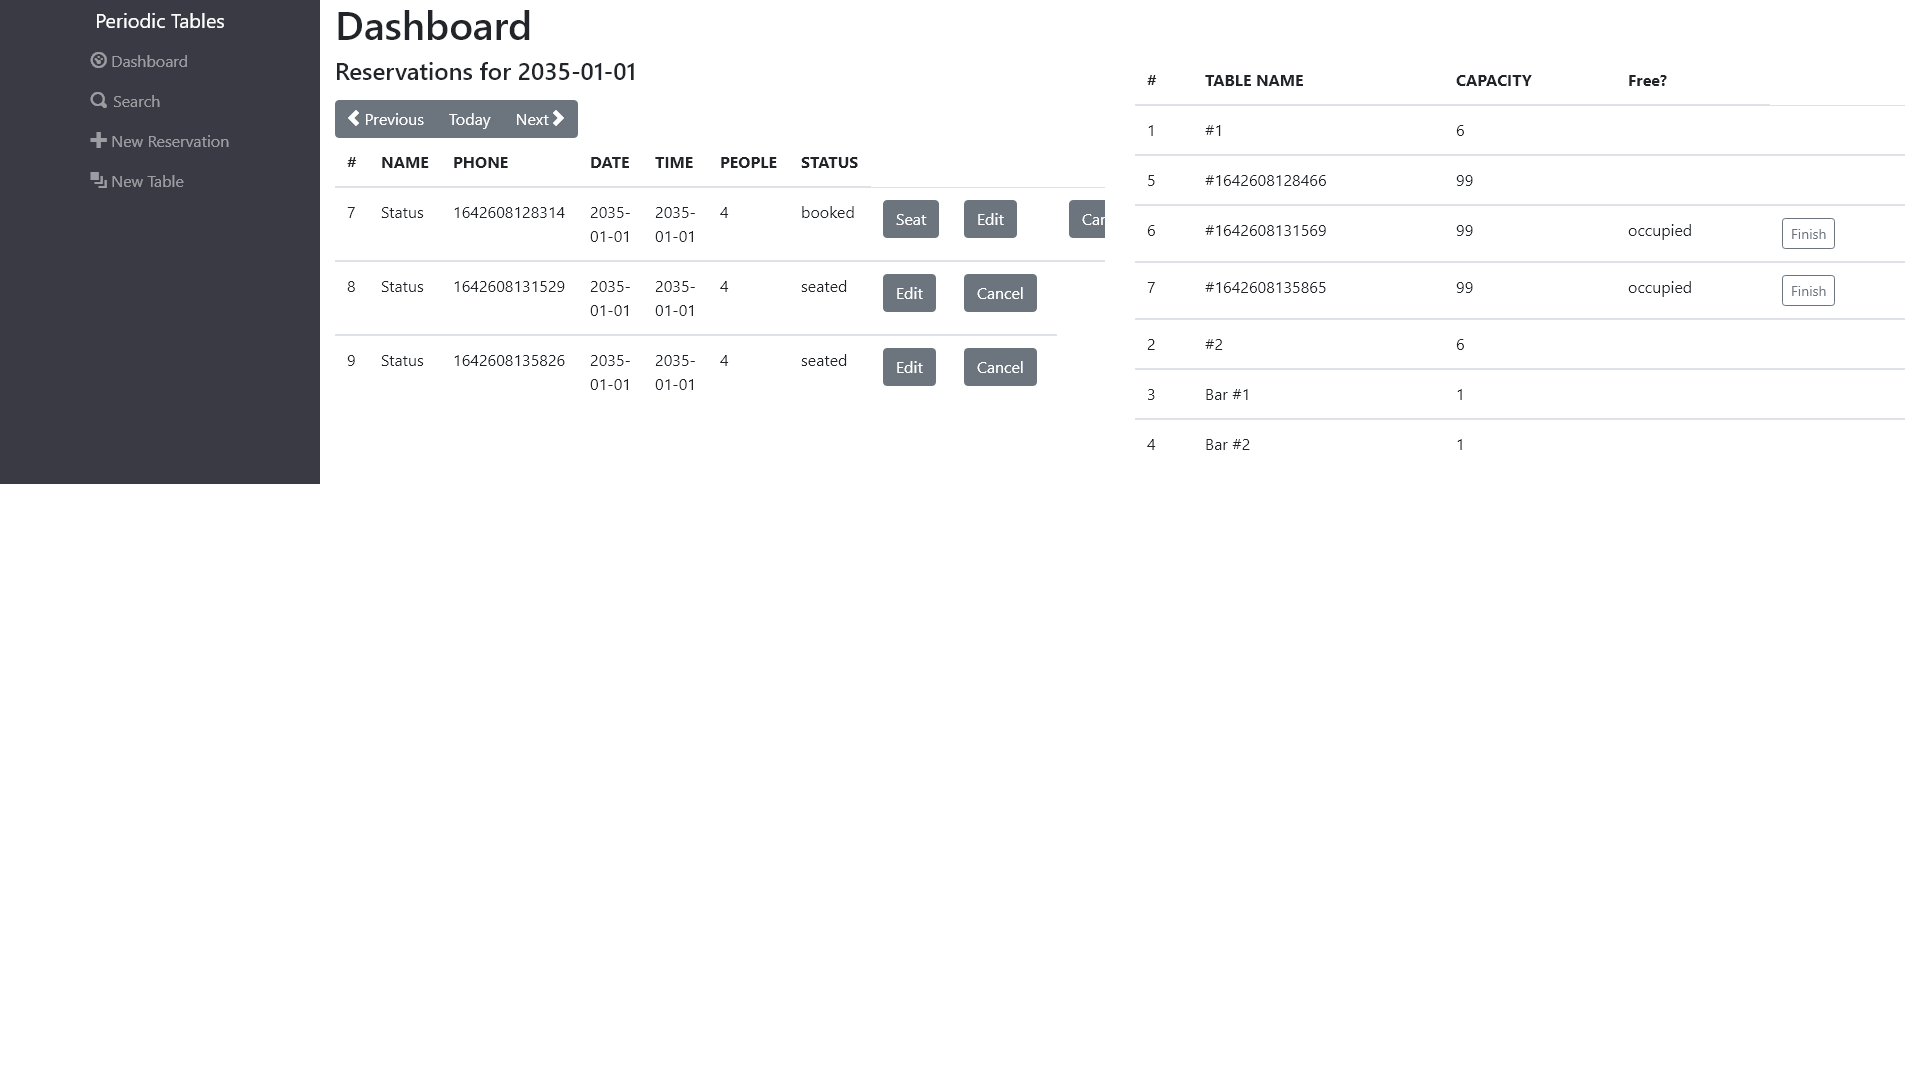 Periodic Tables
Dashboard
Search
New Reservation
New Table
Dashboard
Reservations for 2035-01-01
Previous Today Next
# NAME PHONE DATE TIME PEOPLE STATUS
7 Status 1642608128314 2035-01-01 2035-01-01 4 booked Seat Edit Car
8 Status 1642608131529 2035-01-01 2035-01-01 4 seated Edit Cancel
9 Status 1642608135826 2035-01-01 2035-01-01 4 seated Edit Cancel
# TABLE NAME CAPACITY Free?
1 #1 6
5 #1642608128466 99
6 #1642608131569 99 occupied Finish
7 #1642608135865 99 occupied Finish
2 #2 6
3 Bar #1 1
4 Bar #2 1